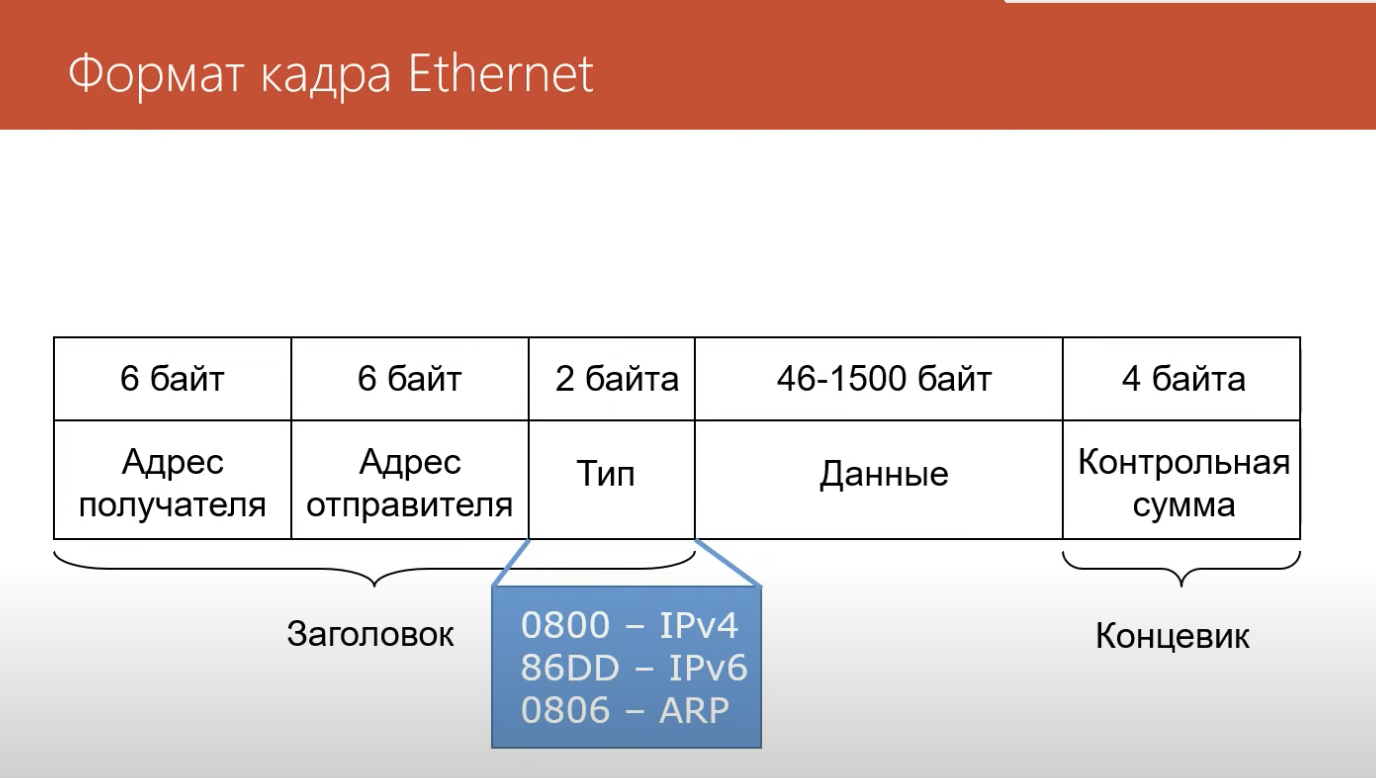 Формат кадра Ethernet
6 байт
6 байт
2 байта
46-1500 байт
4 байта
Адрес
получателя
Адрес
отправителя
Тип
Данные
Контрольная
сумма
Заголовок
0800 – IPv4
86DD – IPv6
0806 – ARP
Концевик